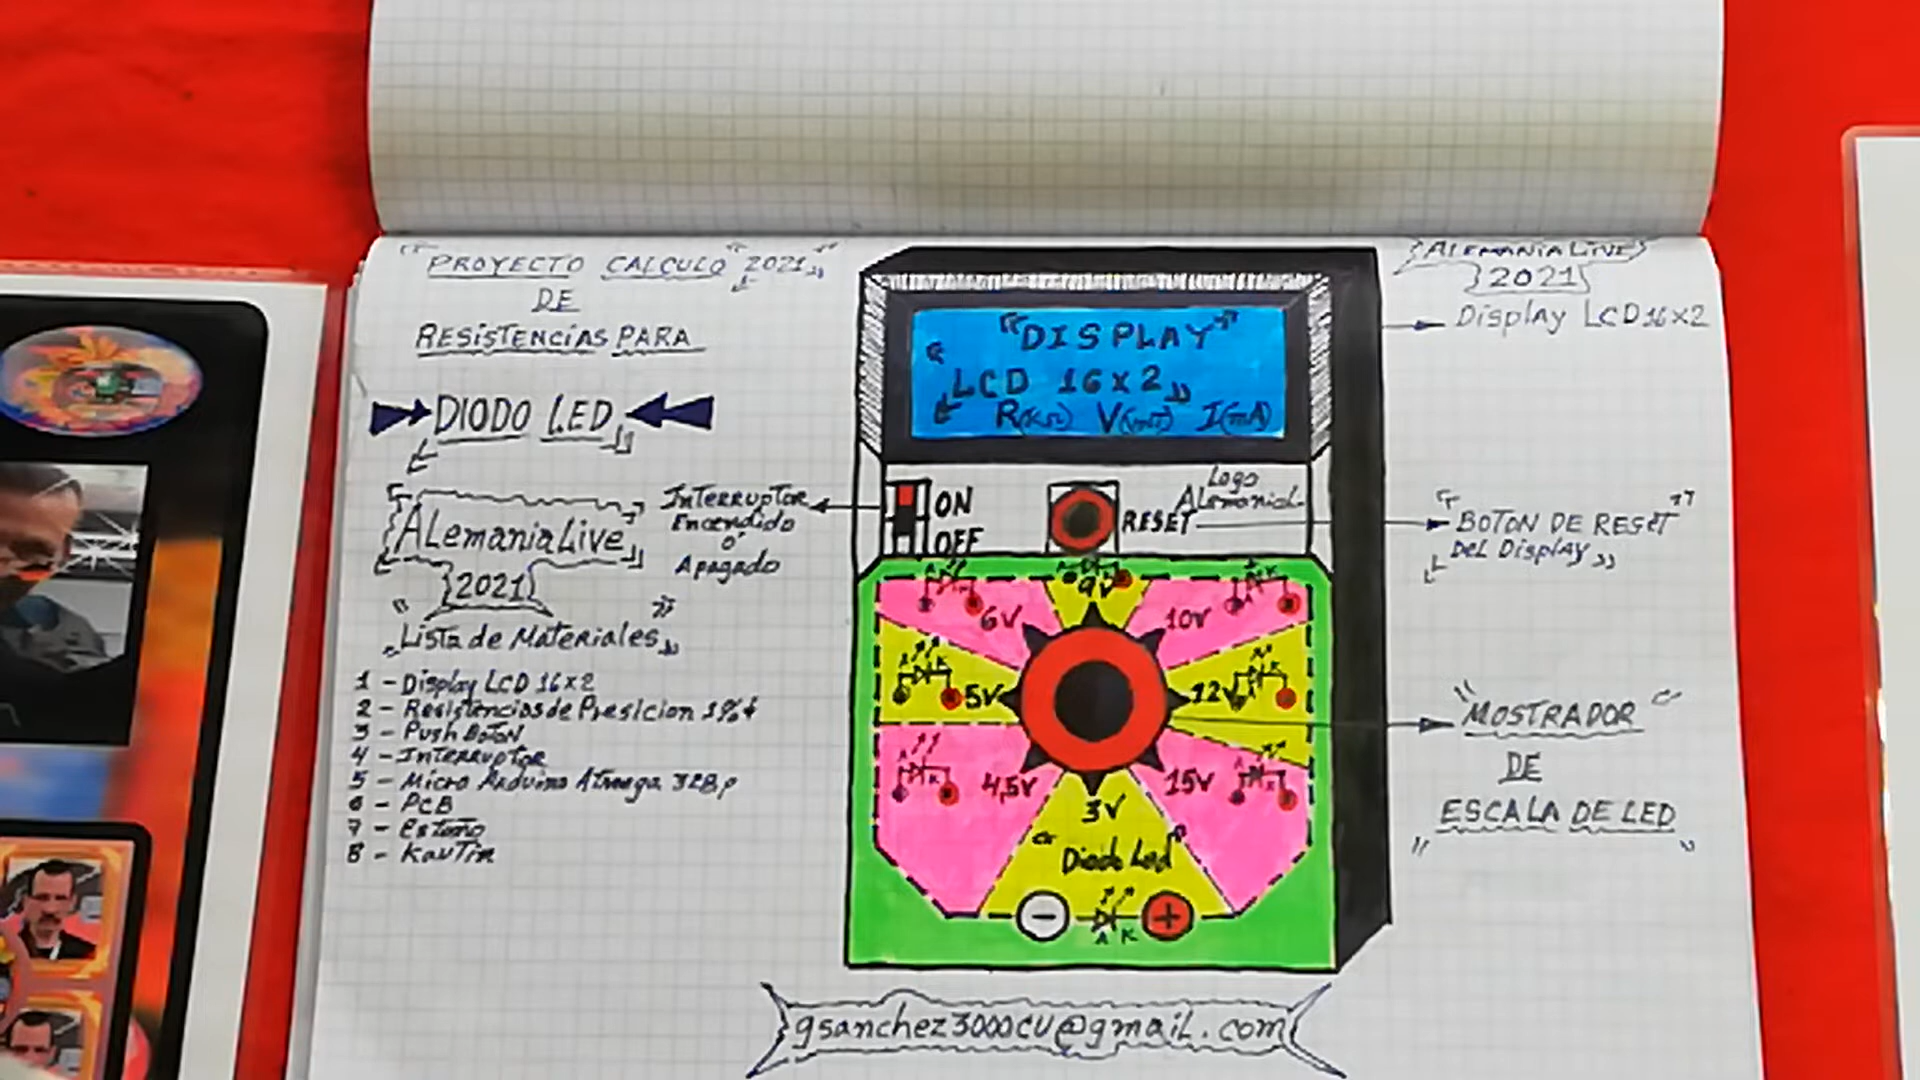 "PROYECTO CALCULO "2021"
DE
RESISTENCIAS PARA
DIODO LED
ALemaniaLive
2021
"Lista de Materiales"
1 - Display LCD 16x2
2 - Resistencias de Presicion 1%
3 - Push Boton
4 - Interruptor
5 - Micro Arduino Atmega 328p
6 - PCB
7 - Estaño
8 - KauTin
Interruptor
Encendido
o'
Apagado
"DISPLAY"
"LCD 16x2"
R(KΩ) V(mV) I(mA)
ON
OFF
RESET
Logo
Alemanial
9V
6V
10V
5V
12V
4,5V
15V
3V
"Diodo Led"
- +
A K
ALEMANIALIVE
2021
Display LCD 16x2
"BOTON DE RESET
Del Display"
"MOSTRADOR
DE
ESCALA DE LED"
gsanchez3000cu@gmail.com